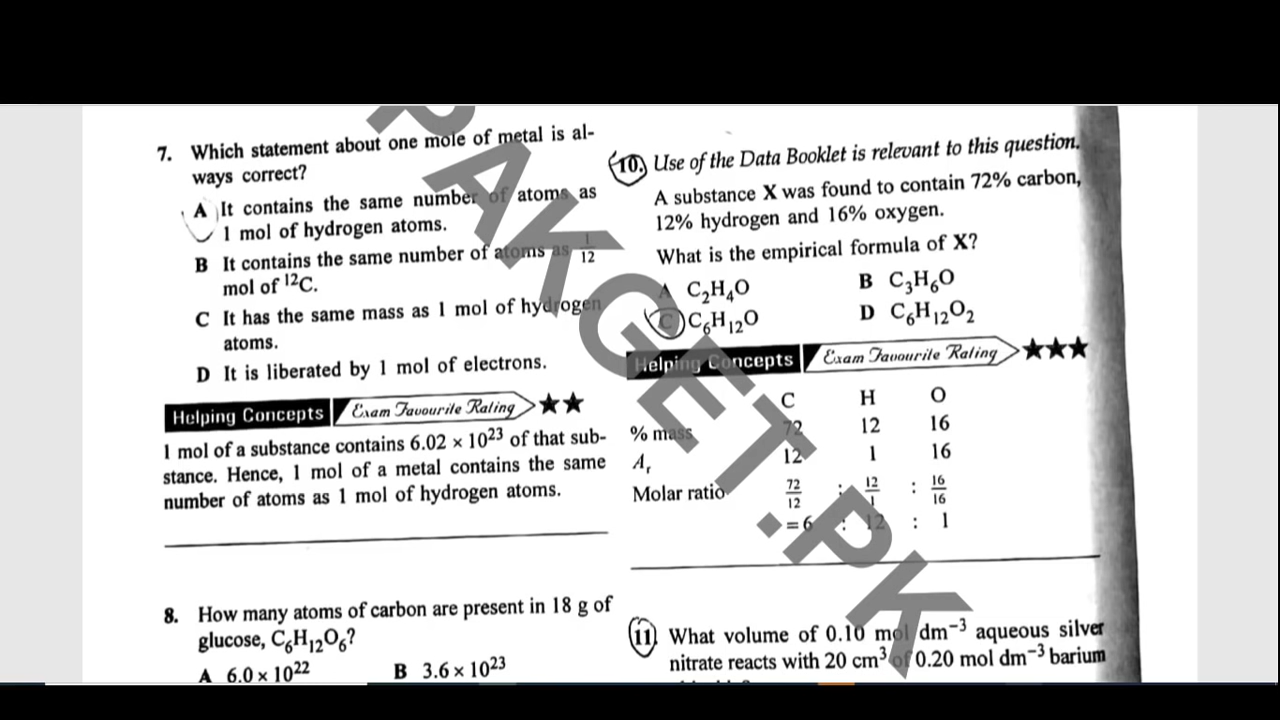 7. Which statement about one mole of metal is al-
ways correct?
A It contains the same number of atoms as
1 mol of hydrogen atoms.
B It contains the same number of atoms as 1/12
mol of ¹²C.
C It has the same mass as 1 mol of hydrogen
atoms.
D It is liberated by 1 mol of electrons.
Helping Concepts Exam Favourite Rating ★★
1 mol of a substance contains 6.02 × 10²³ of that sub-
stance. Hence, 1 mol of a metal contains the same
number of atoms as 1 mol of hydrogen atoms.
8. How many atoms of carbon are present in 18 g of
glucose, C₆H₁₂O₆?
A 6.0 × 10²² B 3.6 × 10²³
10. Use of the Data Booklet is relevant to this question.
A substance X was found to contain 72% carbon,
12% hydrogen and 16% oxygen.
What is the empirical formula of X?
A C₂H₄O B C₃H₆O
C C₆H₁₂O D C₆H₁₂O₂
Helping Concepts Exam Favourite Rating ★★★
C H O
% mass 72 12 16
Aᵣ 12 1 16
Molar ratio 72/12 : 12/1 : 16/16
= 6 : 12 : 1
11. What volume of 0.10 mol dm⁻³ aqueous silver
nitrate reacts with 20 cm³ of 0.20 mol dm⁻³ barium
PAKGET.PK